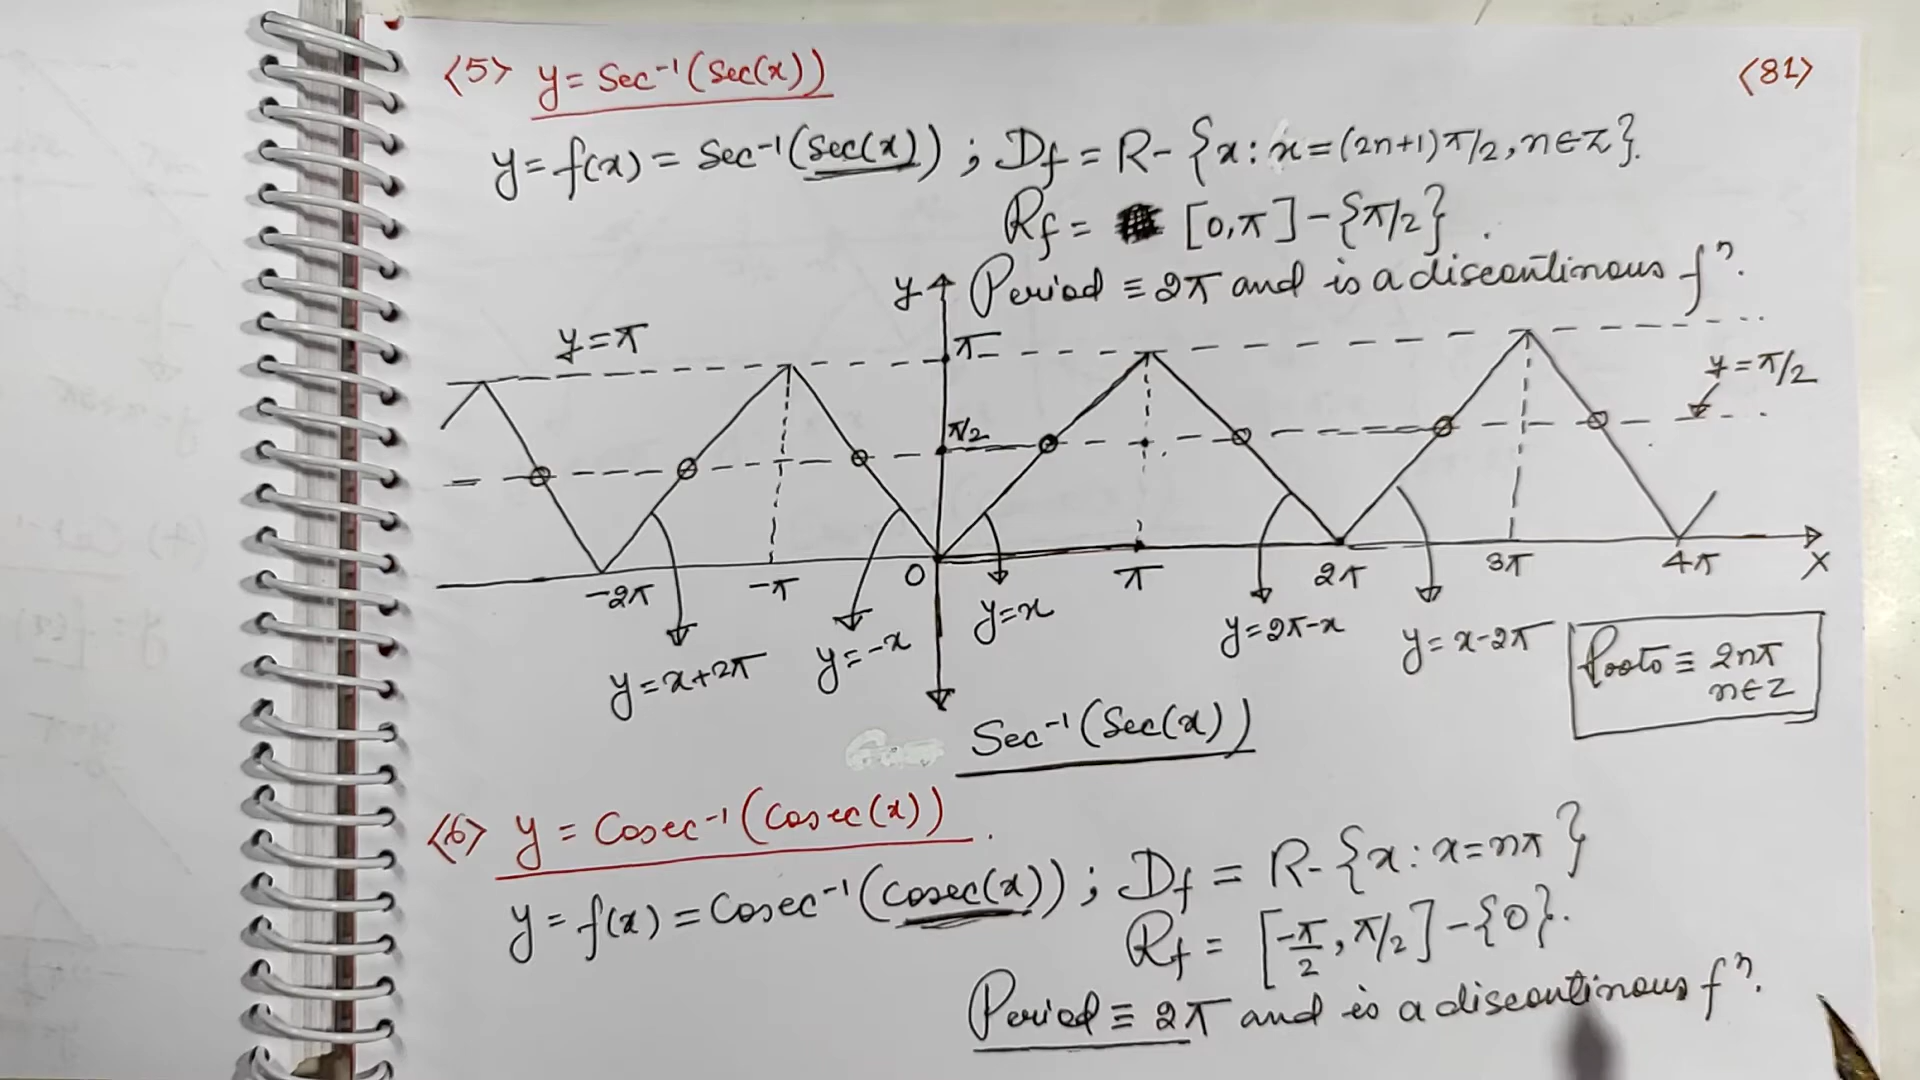 <5> y = Sec⁻¹(Sec(x))
<81>
y = f(x) = Sec⁻¹(Sec(x)) ; Df = R - {x : x = (2n+1)π/2, n∈Z}.
Rf = [0, π] - {π/2}.
Period ≡ 2π and is a discontinous fⁿ.
y
y = π
π
y = π/2
π/2
-2π -π 0 π 2π 3π 4π X
y = x+2π y = -x y = x y = 2π-x y = x-2π
Roots ≡ 2nπ
n∈Z
Sec⁻¹(Sec(x))
<6> y = Cosec⁻¹(Cosec(x)).
y = f(x) = Cosec⁻¹(Cosec(x)) ; Df = R - {x : x = nπ}
Rf = [-π/2, π/2] - {0}.
Period ≡ 2π and is a discontinous fⁿ.